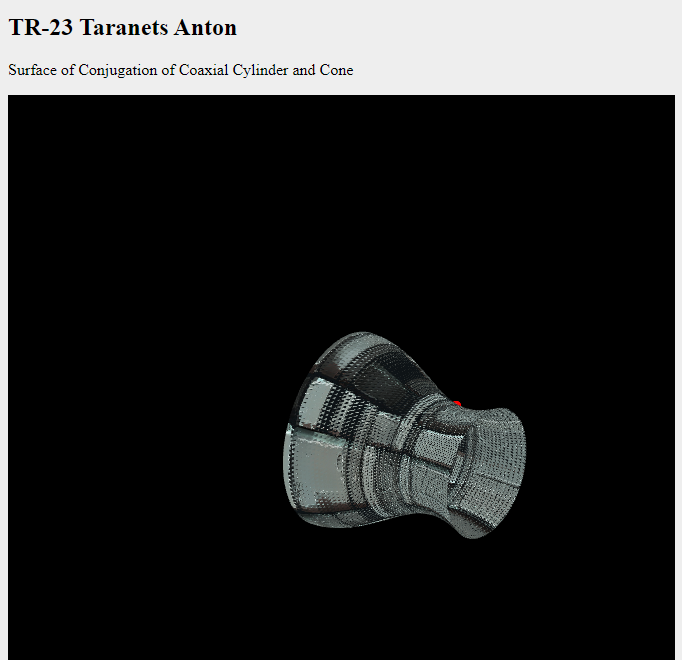 TR-23 Taranets Anton
Surface of Conjugation of Coaxial Cylinder and Cone